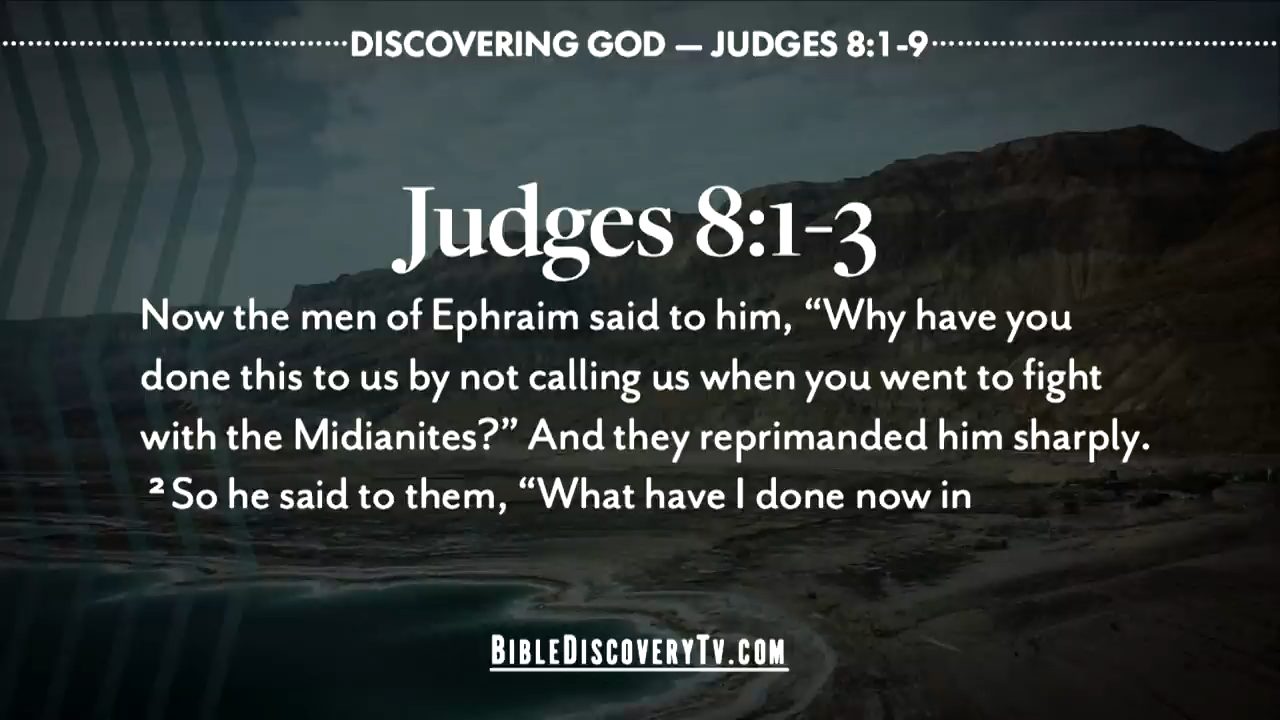 DISCOVERING GOD — JUDGES 8:1-9
Judges 8:1-3
Now the men of Ephraim said to him, “Why have you
done this to us by not calling us when you went to fight
with the Midianites?” And they reprimanded him sharply.
² So he said to them, “What have I done now in
BIBLEDISCOVERYTV.COM